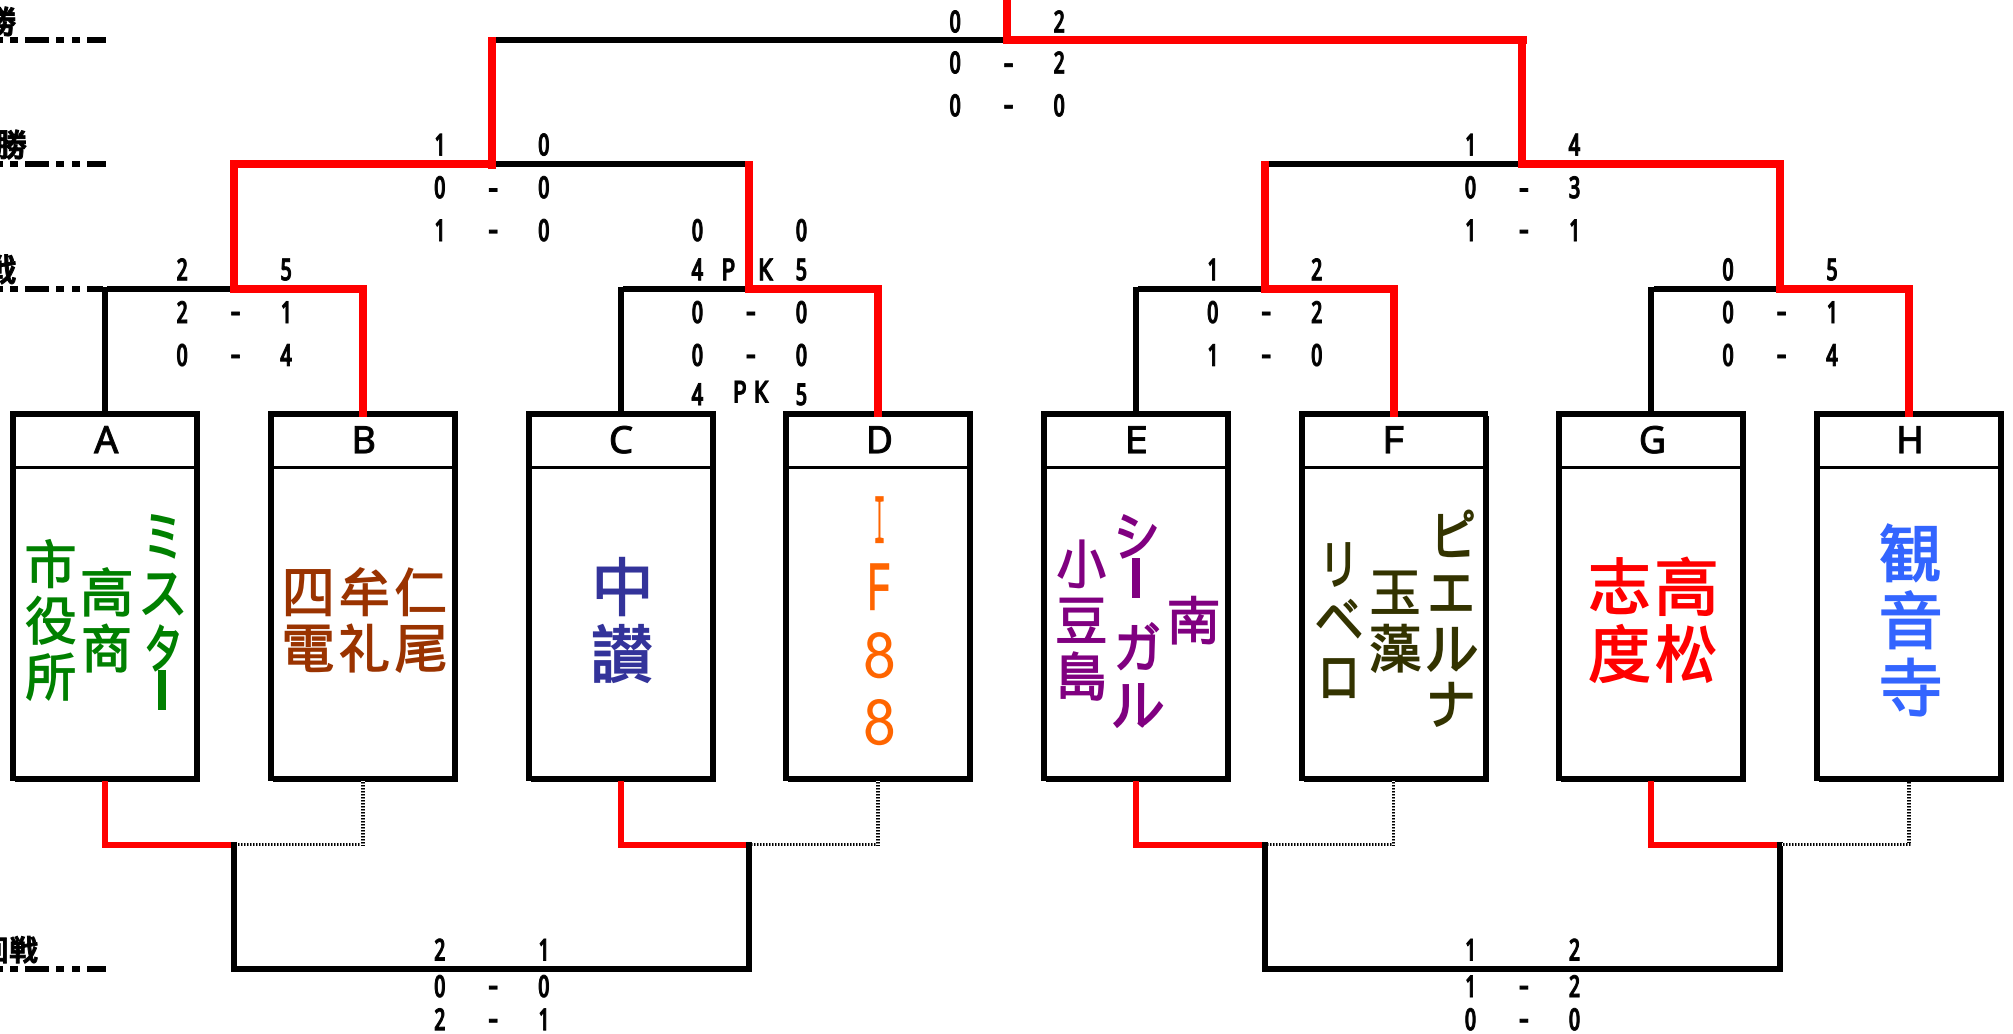 勝
0 2
0 - 2
0 - 0
勝
1 0
0 - 0
1 - 0
1 4
0 - 3
1 - 1
戦
2 5
2 - 1
0 - 4
0 0
4 PK 5
0 - 0
0 - 0
4 PK 5
1 2
0 - 2
1 - 0
0 5
0 - 1
0 - 4
A
B
C
D
E
F
G
H
ミスター
高商
市役所
仁尾
牟礼
四電
中讃
IF88
南
シーガル
小豆島
ピエルナ
玉藻
リベロ
高松
志度
観音寺
回戦
2 1
0 - 0
2 - 1
1 2
1 - 2
0 - 0